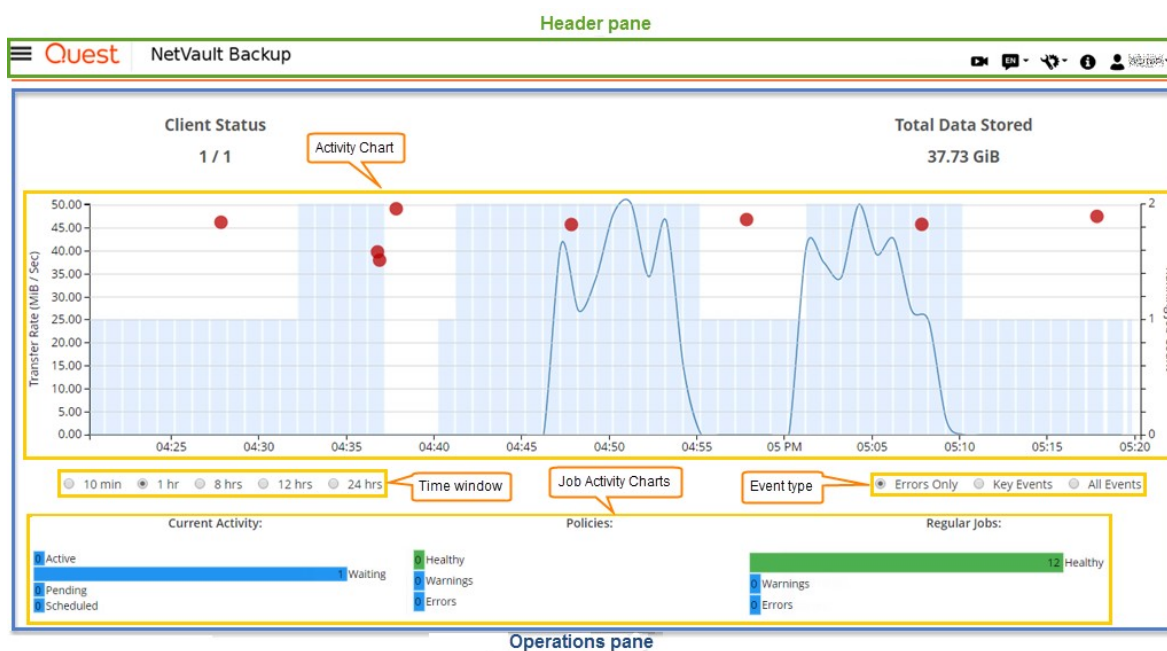 Header pane
Quest NetVault Backup
EN
Client Status
Total Data Stored
1 / 1
37.73 GiB
Activity Chart
Transfer Rate (MiB / Sec)
50.00
45.00
40.00
35.00
30.00
25.00
20.00
15.00
10.00
5.00
0.00
2
1
0
04:25 04:30 04:35 04:40 04:45 04:50 04:55 05 PM 05:05 05:10 05:15 05:20
10 min 1 hr 8 hrs 12 hrs 24 hrs
Time window
Job Activity Charts
Event type
Errors Only Key Events All Events
Current Activity:
0 Active
1 Waiting
0 Pending
0 Scheduled
Policies:
0 Healthy
0 Warnings
0 Errors
Regular Jobs:
12 Healthy
0 Warnings
0 Errors
Operations pane